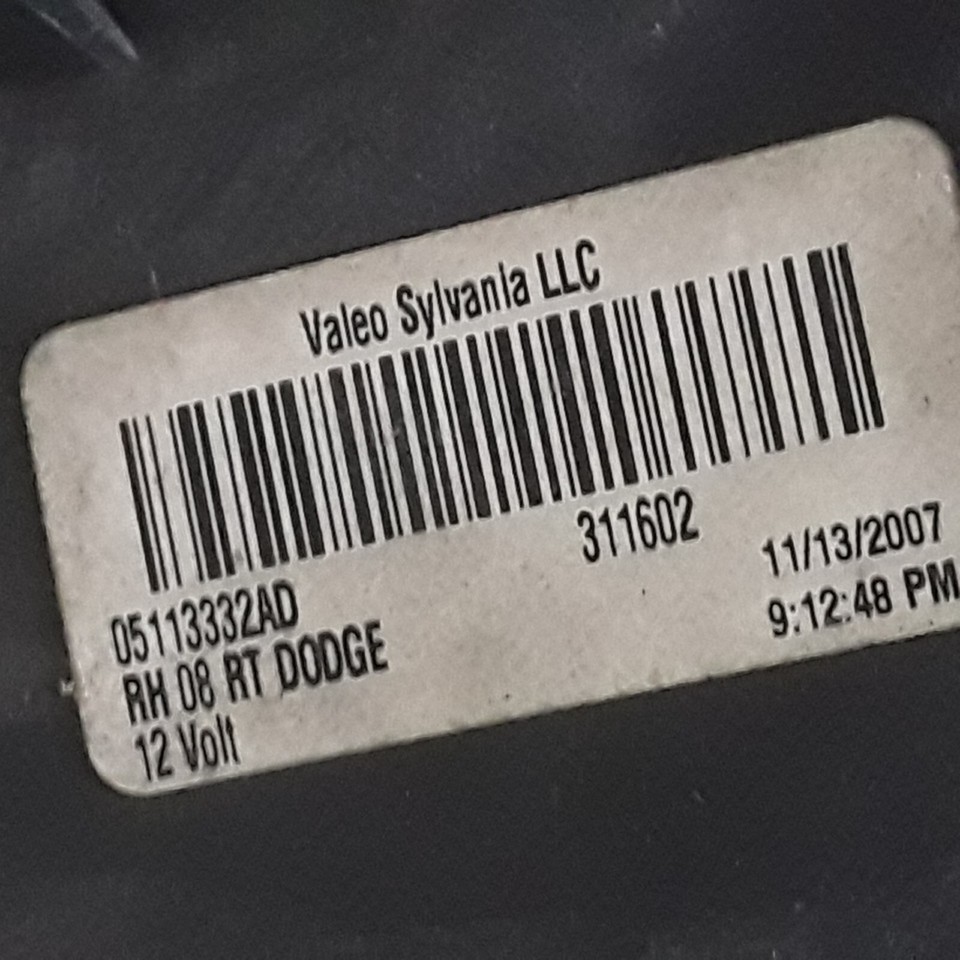 Valeo Sylvania LLC
311602
11/13/2007
9:12:48 PM
05113332AD
RH 08 RT DODGE
12 Volt